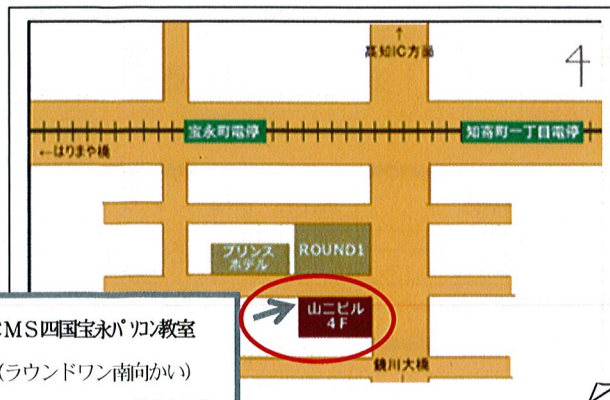 ↑
高知IC方面
4
宝永町電停
知寄町一丁目電停
←はりまや橋
プリンス
ホテル
ROUND1
山二ビル
4F
CMS四国宝永パソコン教室
(ラウンドワン南向かい)
鏡川大橋